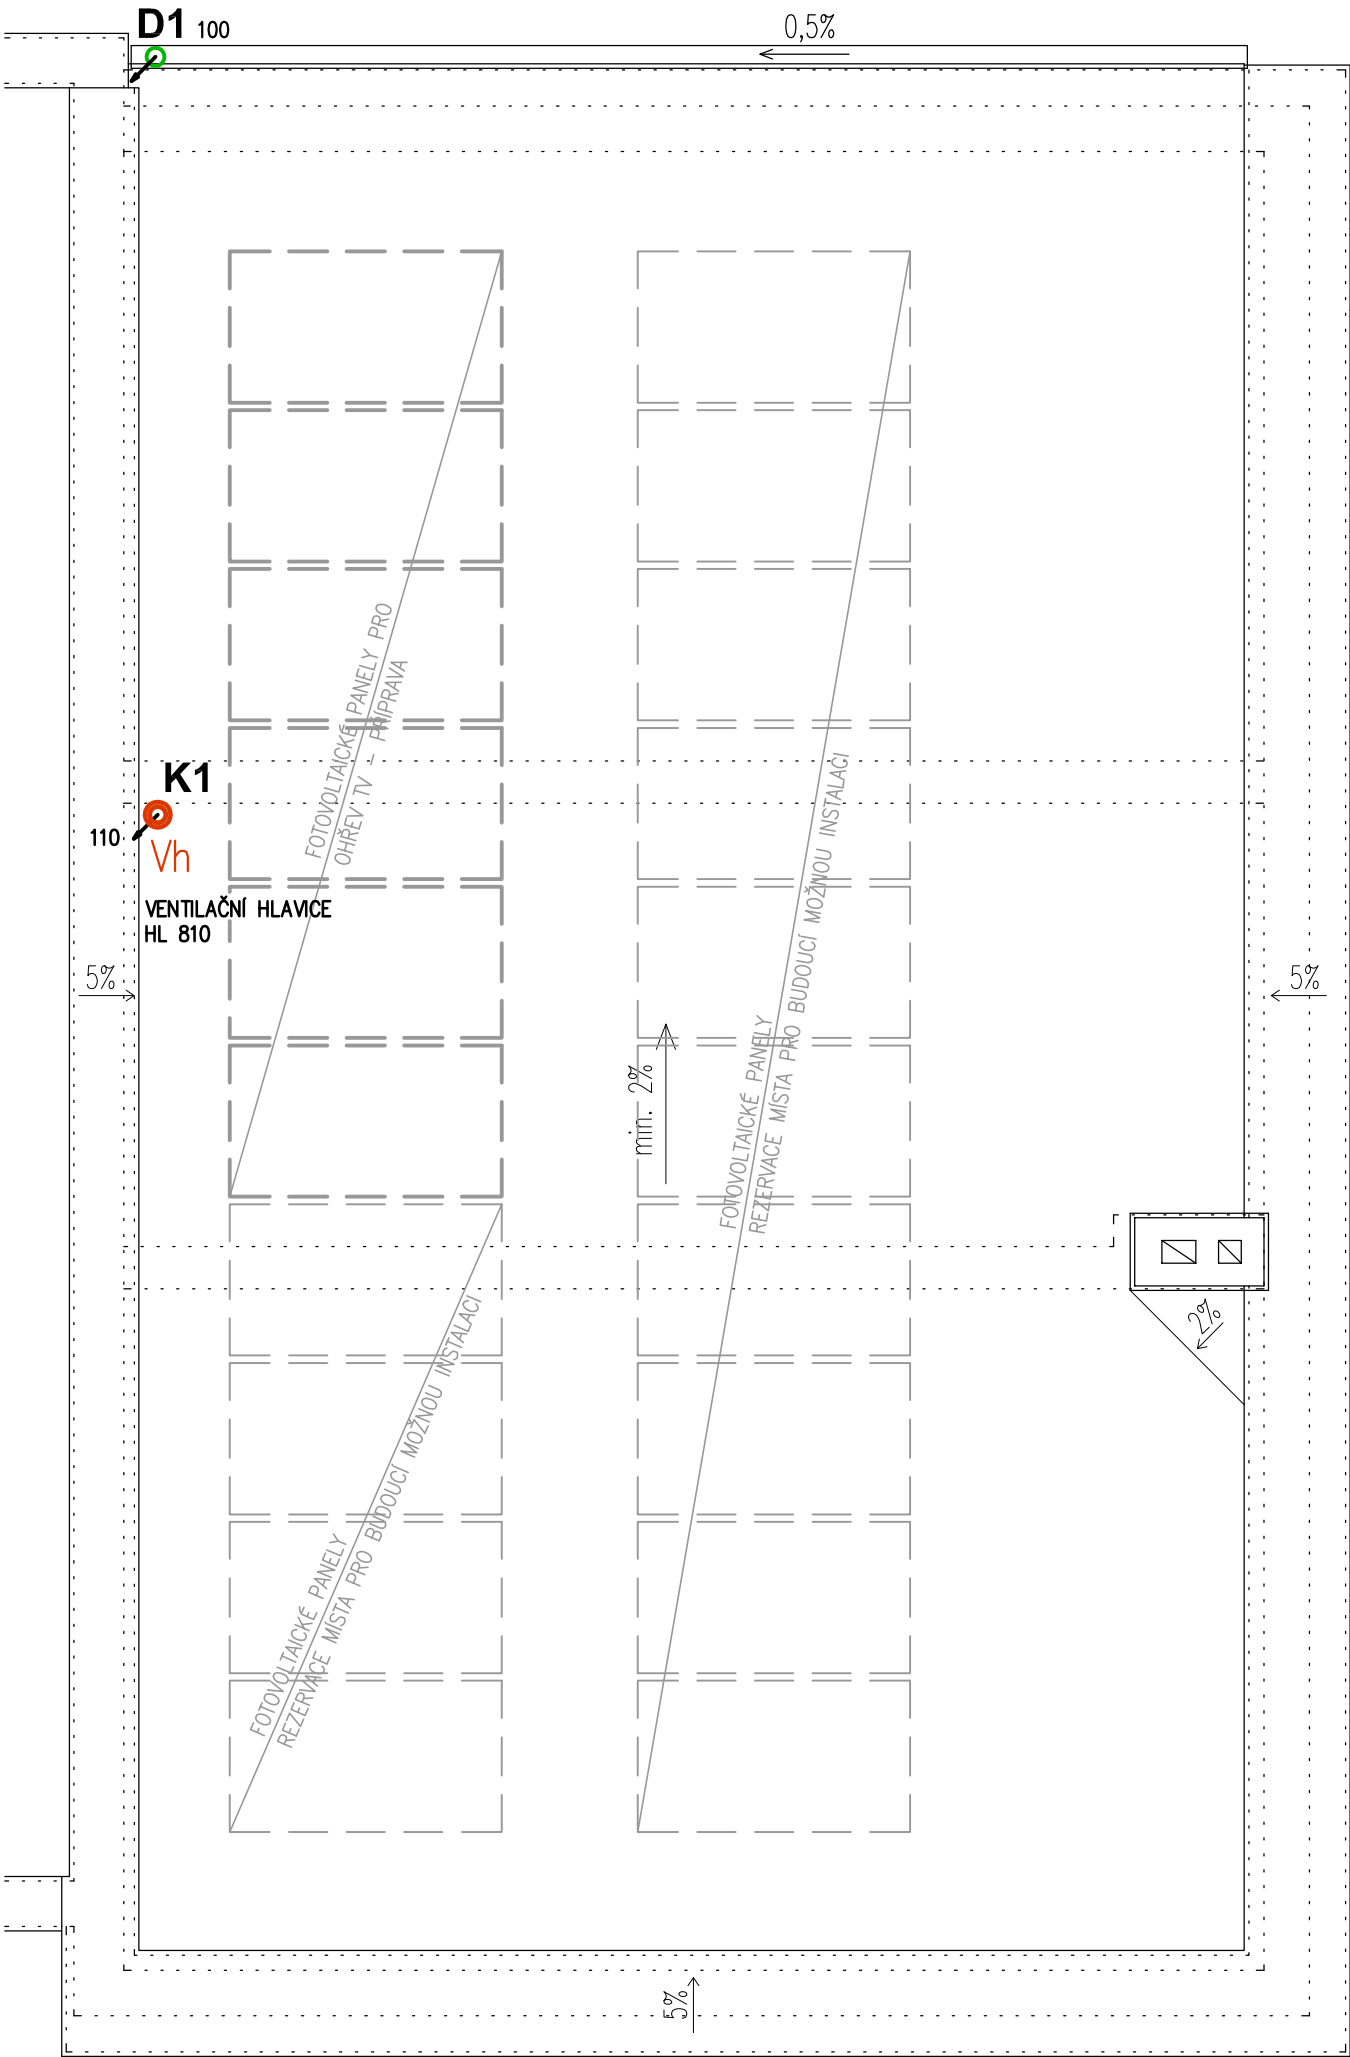 D1 100
0,5%
FOTOVOLTAICKÉ PANELY PRO
OHŘEV TV – PŘÍPRAVA
K1
110
Vh
VENTILAČNÍ HLAVICE
HL 810
5%
5%
min. 2%
FOTOVOLTAICKÉ PANELY
REZERVACE MÍSTA PRO BUDOUCÍ MOŽNOU INSTALACI
2%
FOTOVOLTAICKÉ PANELY
REZERVACE MÍSTA PRO BUDOUCÍ MOŽNOU INSTALACI
5%